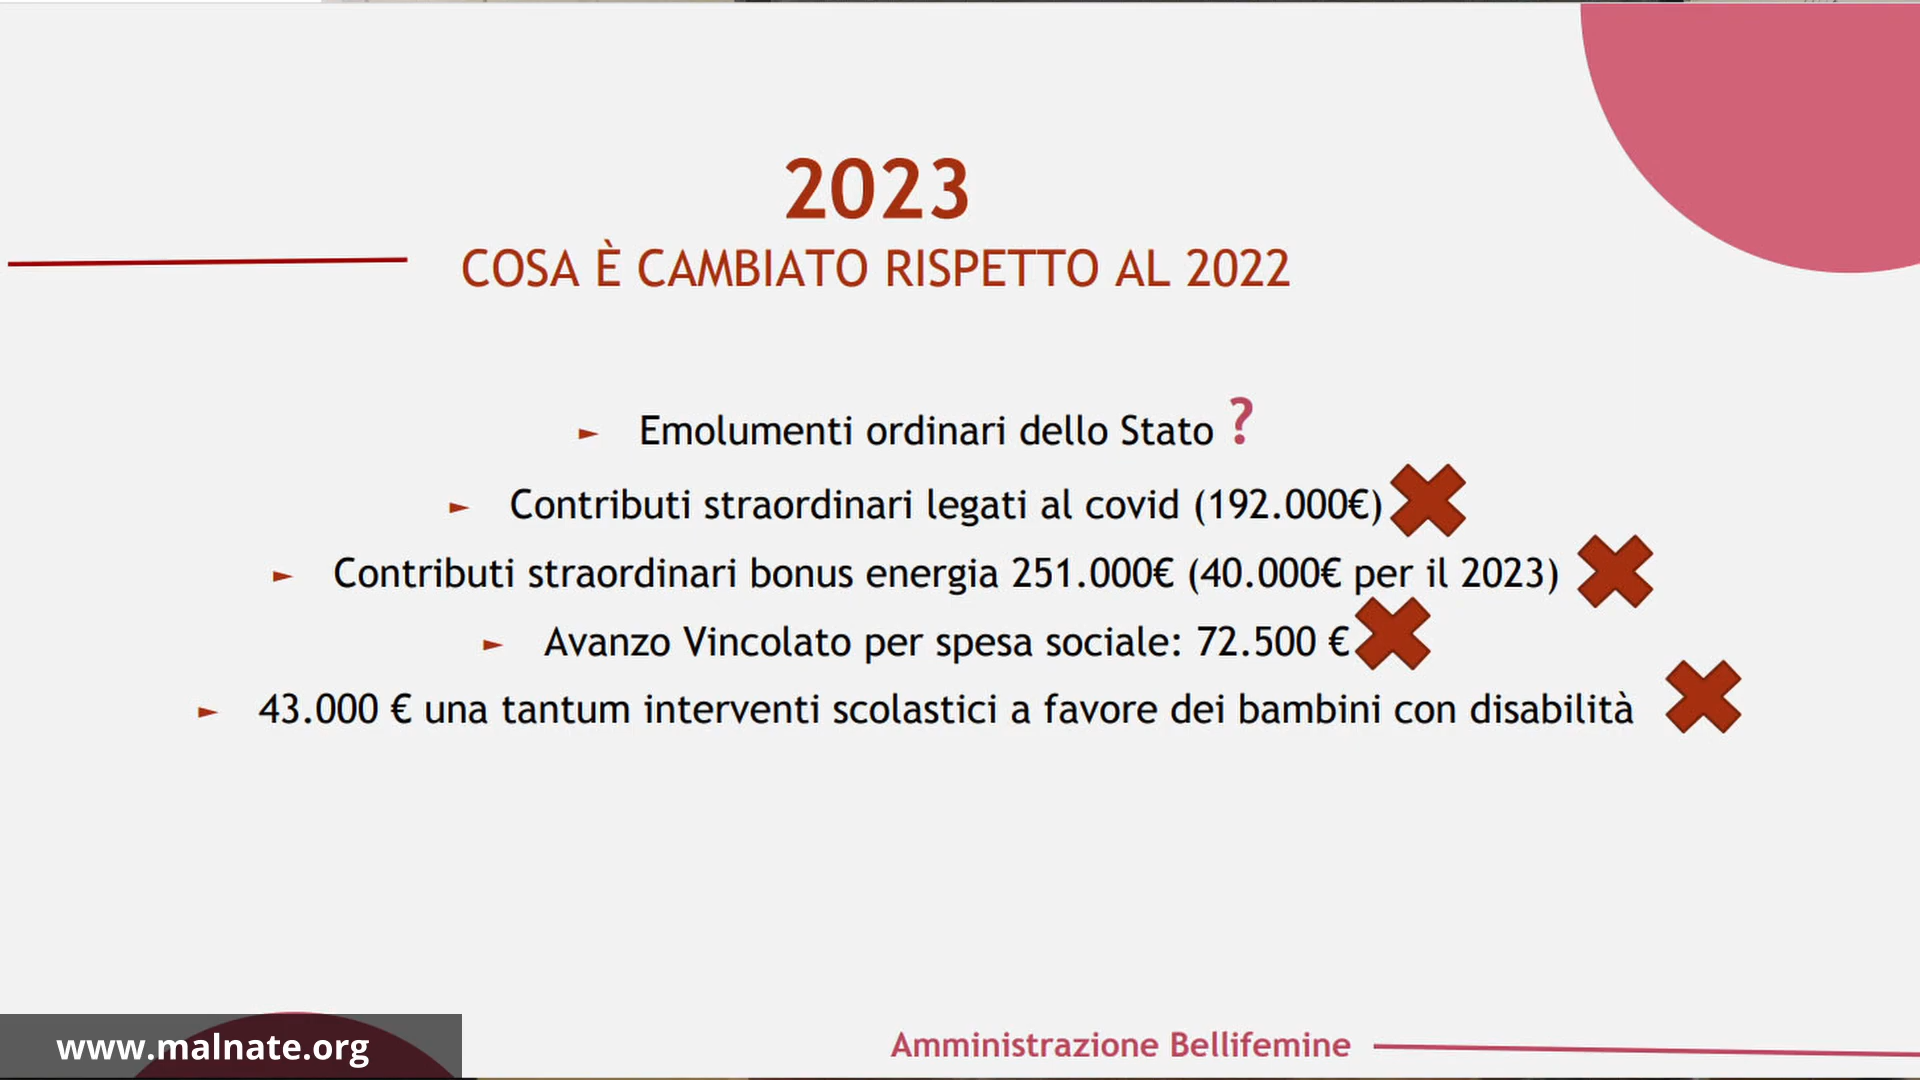 2023
COSA È CAMBIATO RISPETTO AL 2022
► Emolumenti ordinari dello Stato ?
► Contributi straordinari legati al covid (192.000€)
► Contributi straordinari bonus energia 251.000€ (40.000€ per il 2023)
► Avanzo Vincolato per spesa sociale: 72.500 €
► 43.000 € una tantum interventi scolastici a favore dei bambini con disabilità
www.malnate.org
Amministrazione Bellifemine